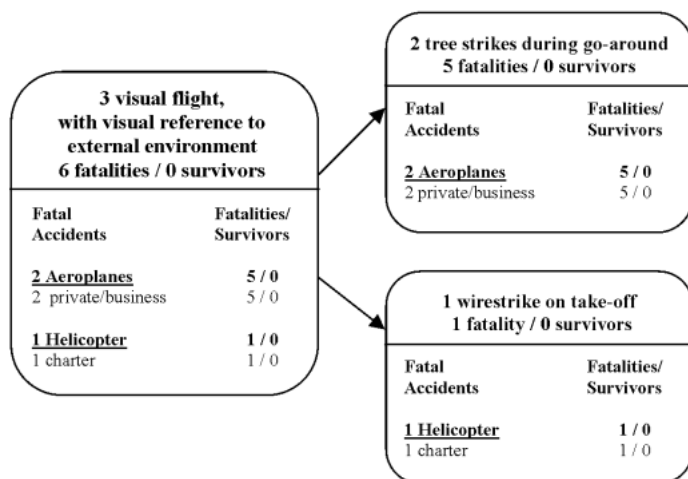 3 visual flight,
with visual reference to
external environment
6 fatalities / 0 survivors
Fatal Fatalities/
Accidents Survivors
2 Aeroplanes 5 / 0
2 private/business 5 / 0
1 Helicopter 1 / 0
1 charter 1 / 0
2 tree strikes during go-around
5 fatalities / 0 survivors
Fatal Fatalities/
Accidents Survivors
2 Aeroplanes 5 / 0
2 private/business 5 / 0
1 wirestrike on take-off
1 fatality / 0 survivors
Fatal Fatalities/
Accidents Survivors
1 Helicopter 1 / 0
1 charter 1 / 0